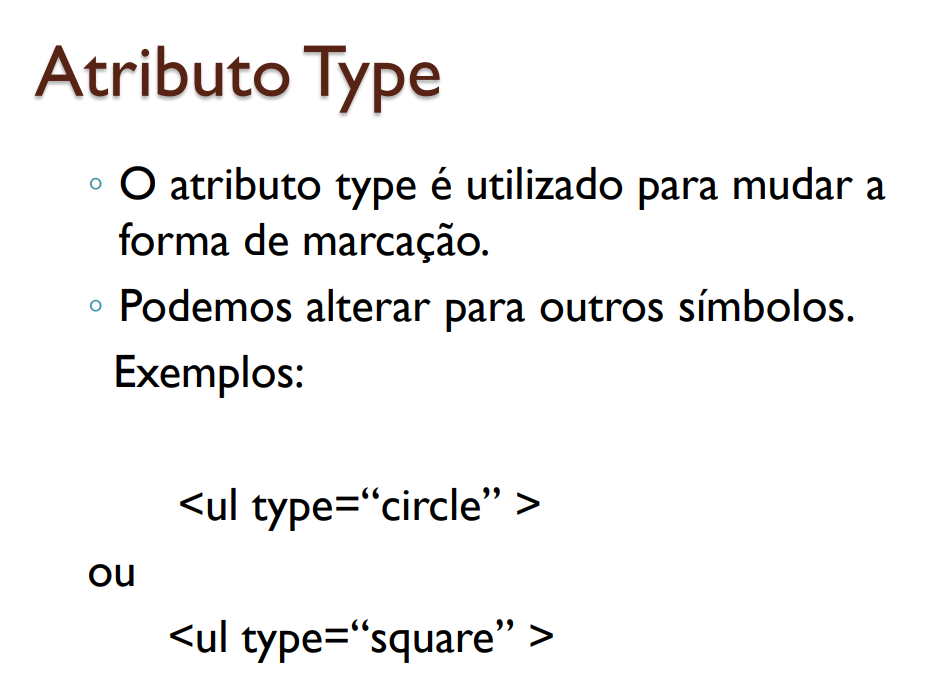 Atributo Type
◦ O atributo type é utilizado para mudar a
forma de marcação.
◦ Podemos alterar para outros símbolos.
Exemplos:
<ul type=“circle” >
ou
<ul type=“square” >